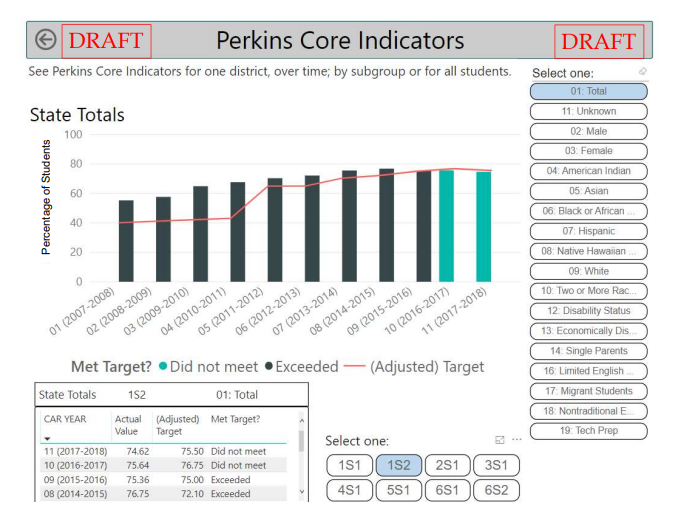 DRAFT Perkins Core Indicators DRAFT
See Perkins Core Indicators for one district, over time; by subgroup or for all students.
Select one:
01: Total
11: Unknown
02: Male
03: Female
04: American Indian
05: Asian
06: Black or African ...
07: Hispanic
08: Native Hawaiian ...
09: White
10: Two or More Rac...
12: Disability Status
13: Economically Dis...
14: Single Parents
16: Limited English ...
17: Migrant Students
18: Nontraditional E...
19: Tech Prep
State Totals
Percentage of Students
100
80
60
40
20
0
01 (2007-2008)
02 (2008-2009)
03 (2009-2010)
04 (2010-2011)
05 (2011-2012)
06 (2012-2013)
07 (2013-2014)
08 (2014-2015)
09 (2015-2016)
10 (2016-2017)
11 (2017-2018)
Met Target? Did not meet Exceeded (Adjusted) Target
State Totals 1S2 01: Total
CAR YEAR Actual Value (Adjusted) Target Met Target?
11 (2017-2018) 74.62 75.50 Did not meet
10 (2016-2017) 75.64 76.75 Did not meet
09 (2015-2016) 75.36 75.00 Exceeded
08 (2014-2015) 76.75 72.10 Exceeded
Select one:
1S1 1S2 2S1 3S1
4S1 5S1 6S1 6S2